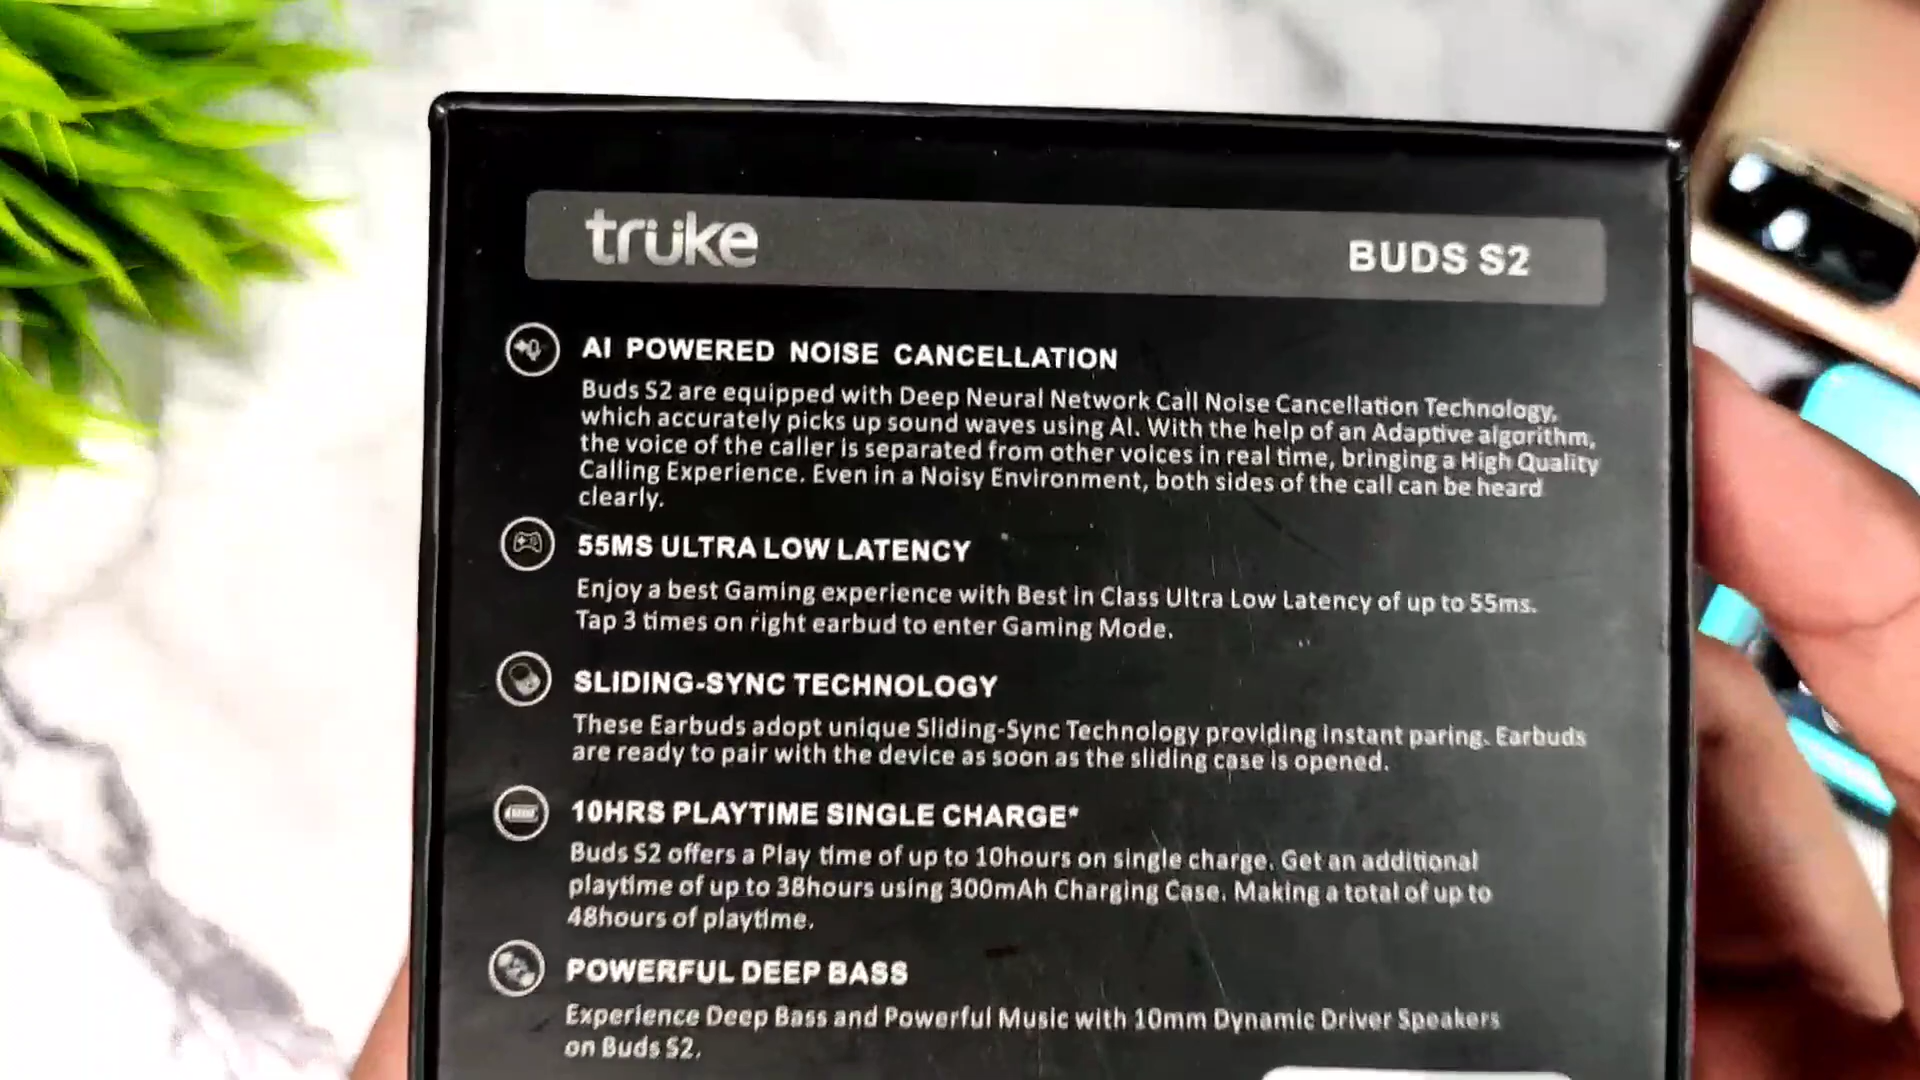 trüke
BUDS S2
AI POWERED NOISE CANCELLATION
Buds S2 are equipped with Deep Neural Network Call Noise Cancellation Technology,
which accurately picks up sound waves using AI. With the help of an Adaptive algorithm,
the voice of the caller is separated from other voices in real time, bringing a High Quality
Calling Experience. Even in a Noisy Environment, both sides of the call can be heard
clearly.
55MS ULTRA LOW LATENCY
Enjoy a best Gaming experience with Best in Class Ultra Low Latency of up to 55ms.
Tap 3 times on right earbud to enter Gaming Mode.
SLIDING-SYNC TECHNOLOGY
These Earbuds adopt unique Sliding-Sync Technology providing instant paring. Earbuds
are ready to pair with the device as soon as the sliding case is opened.
10HRS PLAYTIME SINGLE CHARGE*
Buds S2 offers a Play time of up to 10hours on single charge. Get an additional
playtime of up to 38hours using 300mAh Charging Case. Making a total of up to
48hours of playtime.
POWERFUL DEEP BASS
Experience Deep Bass and Powerful Music with 10mm Dynamic Driver Speakers
on Buds S2.